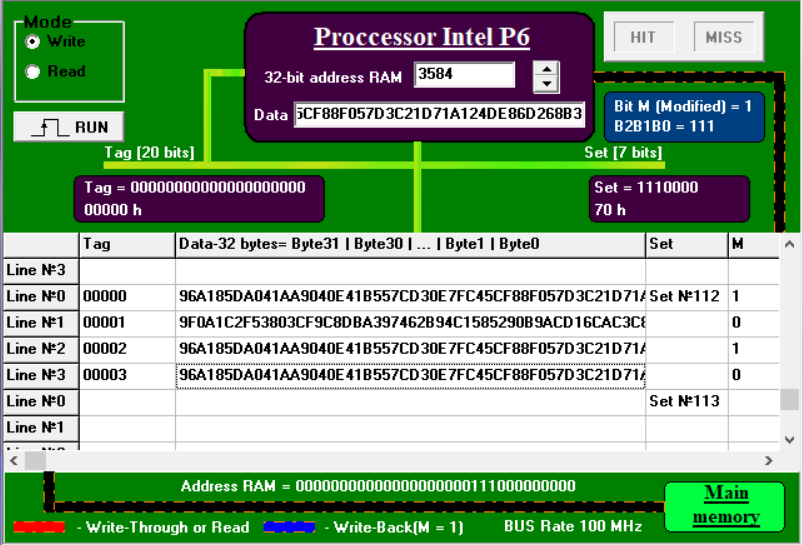 Mode
Write
Read
RUN
Proccessor Intel P6
32-bit address RAM 3584
Data 5CF88F057D3C21D71A124DE86D268B3
HIT MISS
Bit M (Modified) = 1
B2B1B0 = 111
Tag [20 bits] Set [7 bits]
Tag = 00000000000000000000
00000 h
Set = 1110000
70 h
Tag Data-32 bytes= Byte31 | Byte30 | ... | Byte1 | Byte0 Set M
Line №3
Line №0 00000 96A185DA041AA9040E41B557CD30E7FC45CF88F057D3C21D71A Set №112 1
Line №1 00001 9F0A1C2F53803CF9C8DBA397462B94C1585290B9ACD16CAC3C8 0
Line №2 00002 96A185DA041AA9040E41B557CD30E7FC45CF88F057D3C21D71A 1
Line №3 00003 96A185DA041AA9040E41B557CD30E7FC45CF88F057D3C21D71A 0
Line №0 Set №113
Line №1
Address RAM = 00000000000000000000111000000000
Main
memory
- Write-Through or Read - Write-Back(M = 1) BUS Rate 100 MHz